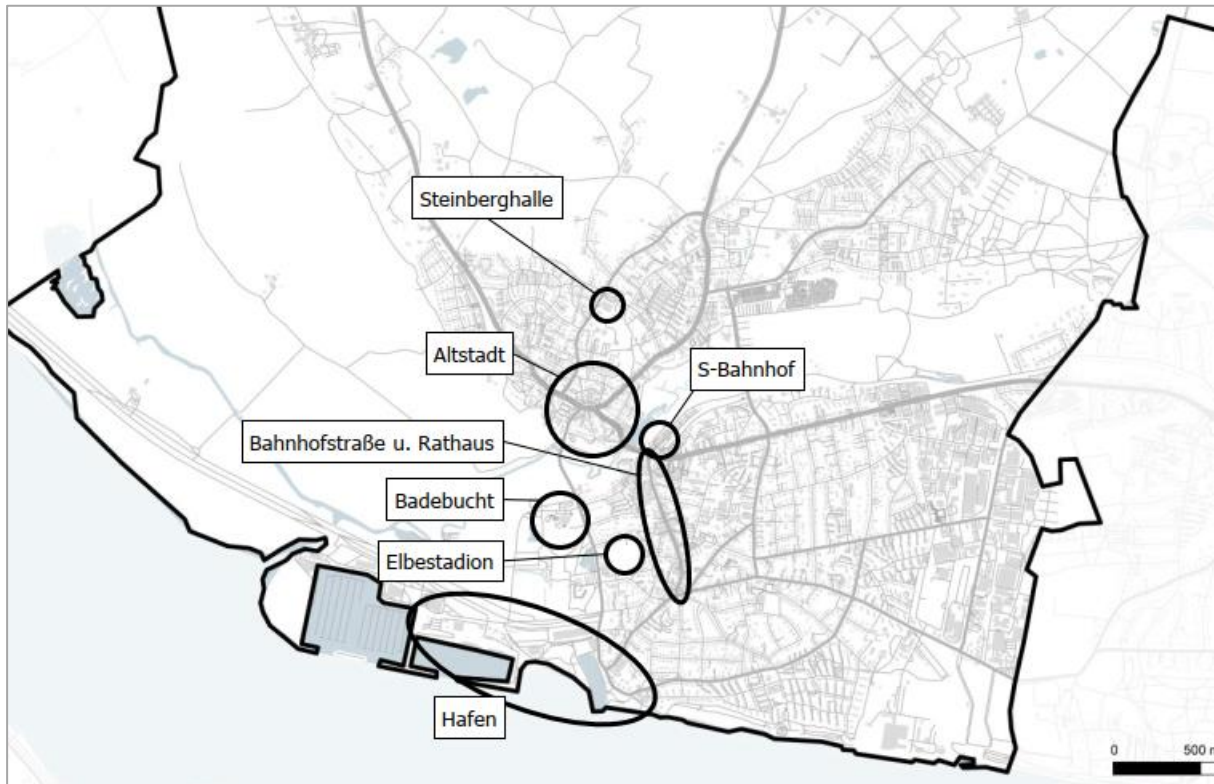 Steinberghalle
Altstadt
S-Bahnhof
Bahnhofstraße u. Rathaus
Badebucht
Elbestadion
Hafen
0 500 m